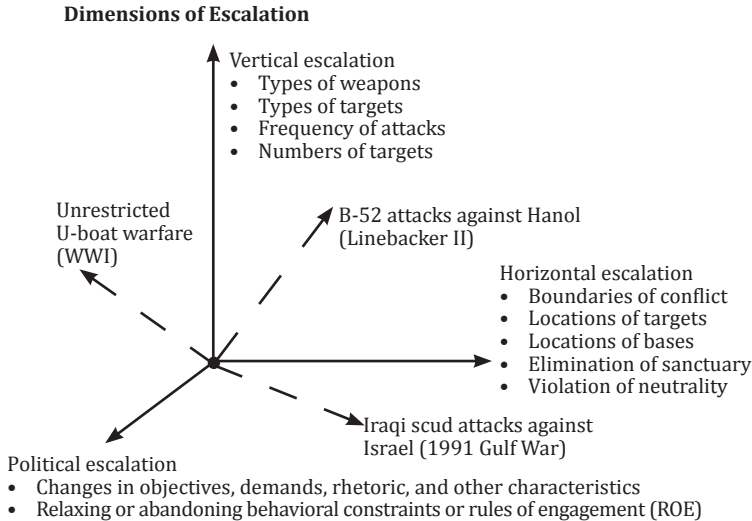 Dimensions of Escalation
Vertical escalation
• Types of weapons
• Types of targets
• Frequency of attacks
• Numbers of targets
Unrestricted
U-boat warfare
(WWI)
B-52 attacks against Hanol
(Linebacker II)
Horizontal escalation
• Boundaries of conflict
• Locations of targets
• Locations of bases
• Elimination of sanctuary
• Violation of neutrality
Iraqi scud attacks against
Israel (1991 Gulf War)
Political escalation
• Changes in objectives, demands, rhetoric, and other characteristics
• Relaxing or abandoning behavioral constraints or rules of engagement (ROE)